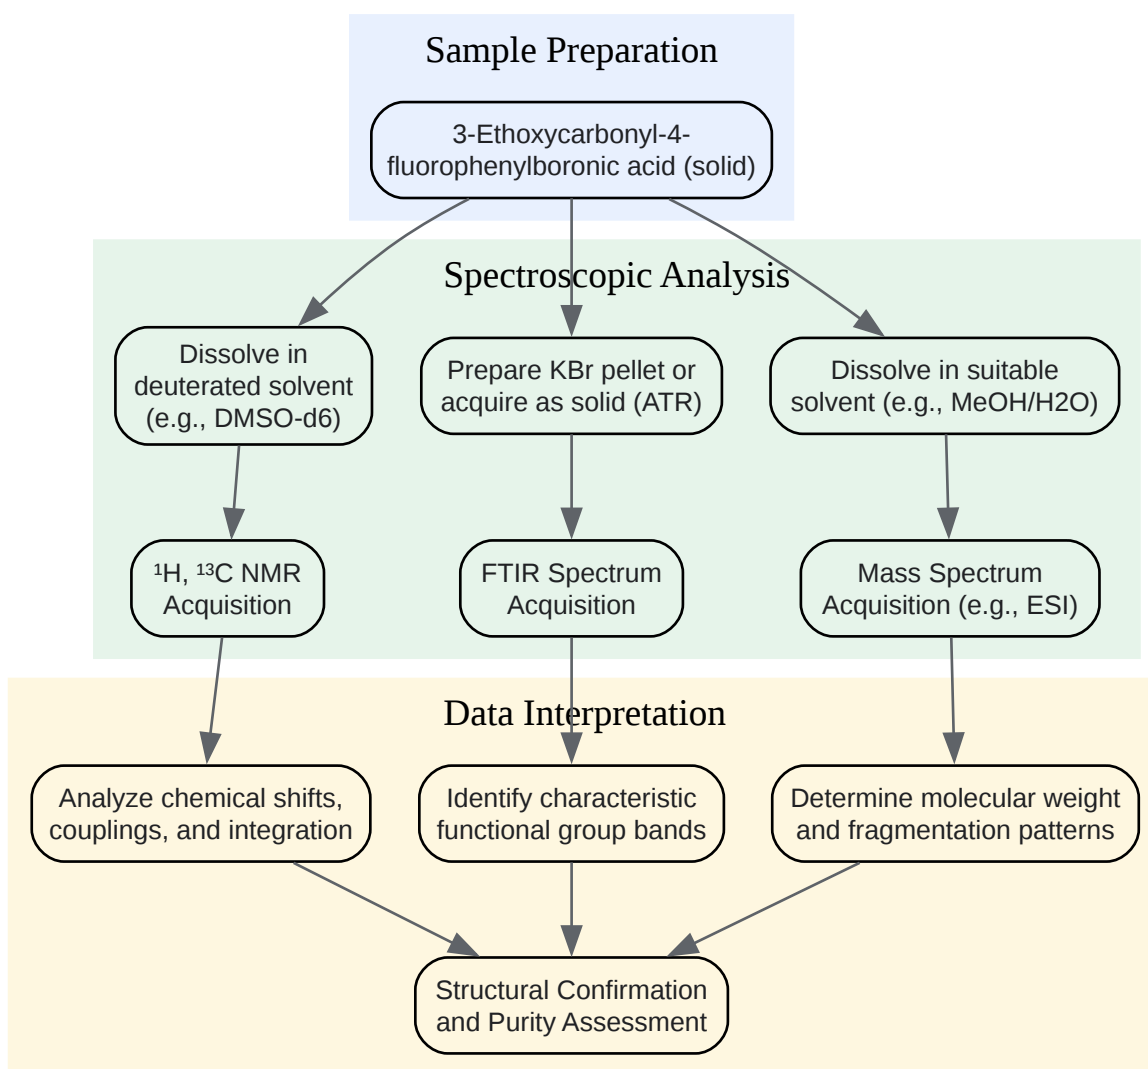 Sample Preparation
3-Ethoxycarbonyl-4-
fluorophenylboronic acid (solid)
Spectroscopic Analysis
Dissolve in
deuterated solvent
(e.g., DMSO-d6)
Prepare KBr pellet or
acquire as solid (ATR)
Dissolve in suitable
solvent (e.g., MeOH/H2O)
¹H, ¹³C NMR
Acquisition
FTIR Spectrum
Acquisition
Mass Spectrum
Acquisition (e.g., ESI)
Data Interpretation
Analyze chemical shifts,
couplings, and integration
Identify characteristic
functional group bands
Determine molecular weight
and fragmentation patterns
Structural Confirmation
and Purity Assessment